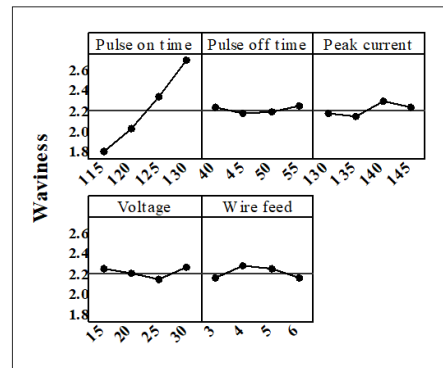 Pulse on time Pulse off time Peak current
2.6
2.4
2.2
2.0
1.8
115 120 125 130 40 45 50 55 130 135 140 145
Waviness
Voltage Wire feed
2.6
2.4
2.2
2.0
1.8
15 20 25 30 3 4 5 6